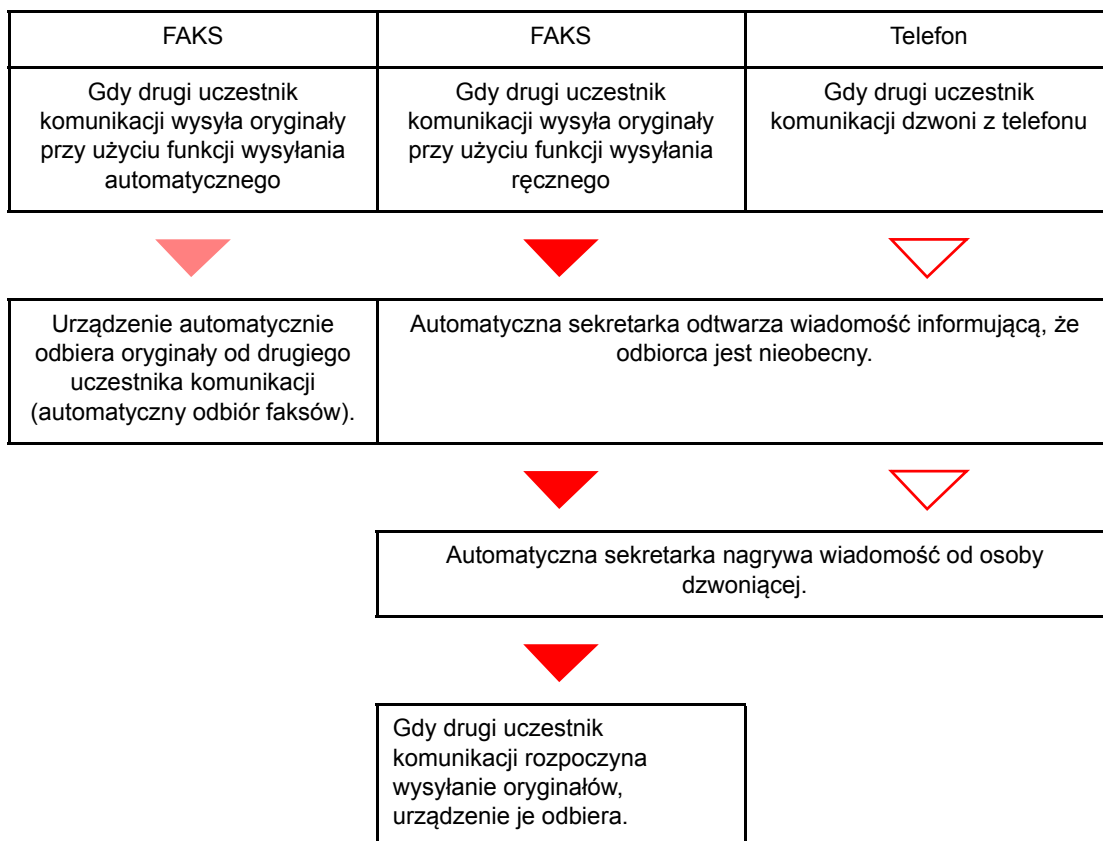 FAKS
FAKS
Telefon
Gdy drugi uczestnik
komunikacji wysyła oryginały
przy użyciu funkcji wysyłania
automatycznego
Gdy drugi uczestnik
komunikacji wysyła oryginały
przy użyciu funkcji wysyłania
ręcznego
Gdy drugi uczestnik
komunikacji dzwoni z telefonu
Urządzenie automatycznie
odbiera oryginały od drugiego
uczestnika komunikacji
(automatyczny odbiór faksów).
Automatyczna sekretarka odtwarza wiadomość informującą, że
odbiorca jest nieobecny.
Automatyczna sekretarka nagrywa wiadomość od osoby
dzwoniącej.
Gdy drugi uczestnik
komunikacji rozpoczyna
wysyłanie oryginałów,
urządzenie je odbiera.